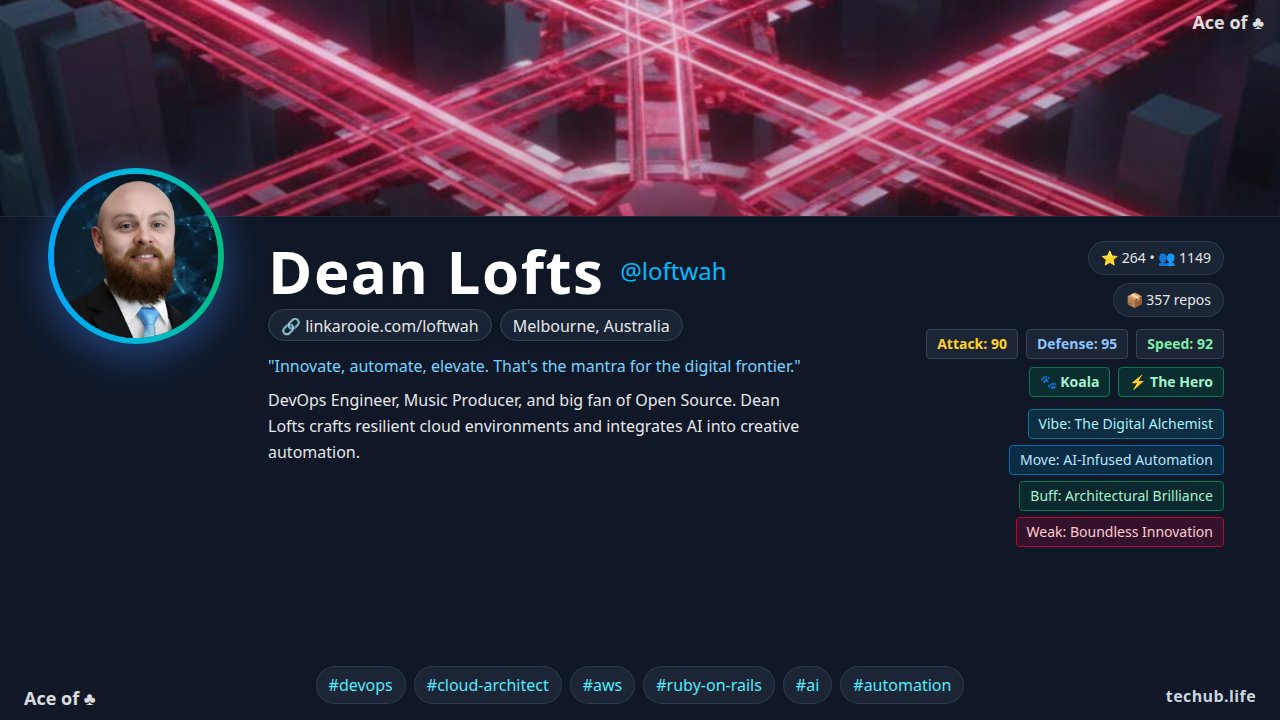 Ace of ♣
Dean Lofts @loftwah
🔗 linkarooie.com/loftwah
Melbourne, Australia
"Innovate, automate, elevate. That's the mantra for the digital frontier."
DevOps Engineer, Music Producer, and big fan of Open Source. Dean
Lofts crafts resilient cloud environments and integrates AI into creative
automation.
⭐ 264 • 👥 1149
📦 357 repos
Attack: 90 Defense: 95 Speed: 92
🐾 Koala ⚡ The Hero
Vibe: The Digital Alchemist
Move: AI-Infused Automation
Buff: Architectural Brilliance
Weak: Boundless Innovation
#devops #cloud-architect #aws #ruby-on-rails #ai #automation
Ace of ♣
techub.life